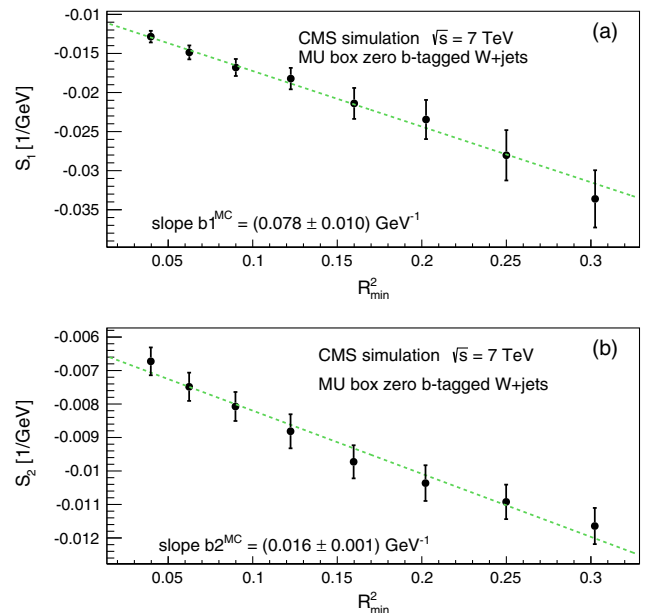 (a)
CMS simulation √s = 7 TeV
MU box zero b-tagged W+jets
S₁ [1/GeV]
-0.01
-0.015
-0.02
-0.025
-0.03
-0.035
slope b1ᴹᶜ = (0.078 ± 0.010) GeV⁻¹
0.05 0.1 0.15 0.2 0.25 0.3
R²min
(b)
CMS simulation √s = 7 TeV
MU box zero b-tagged W+jets
S₂ [1/GeV]
-0.006
-0.007
-0.008
-0.009
-0.01
-0.011
-0.012
slope b2ᴹᶜ = (0.016 ± 0.001) GeV⁻¹
0.05 0.1 0.15 0.2 0.25 0.3
R²min